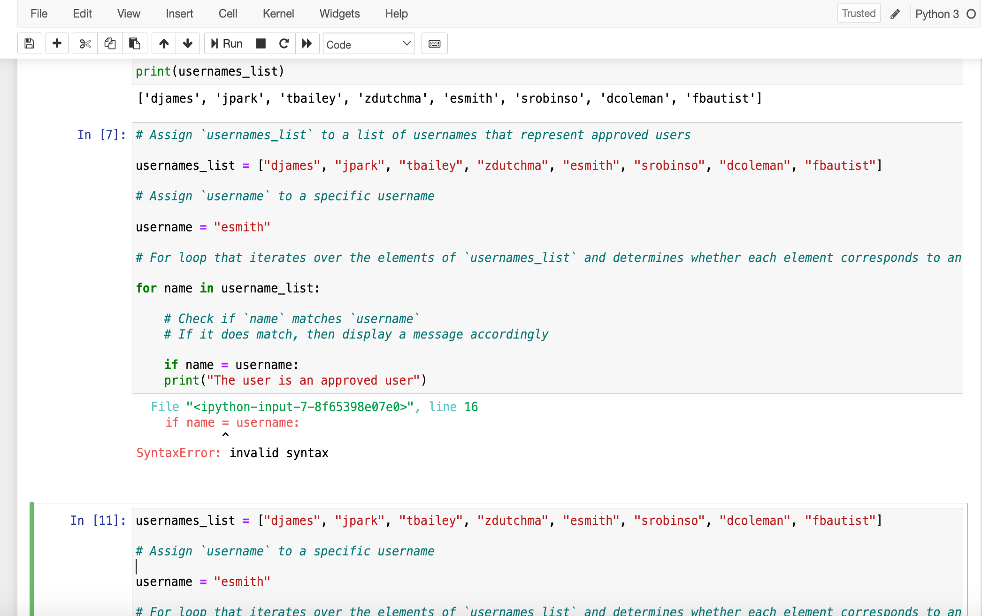 File Edit View Insert Cell Kernel Widgets Help Trusted Python 3
Run Code
print(usernames_list)
['djames', 'jpark', 'tbailey', 'zdutchma', 'esmith', 'srobinso', 'dcoleman', 'fbautist']
In [7]: # Assign `usernames_list` to a list of usernames that represent approved users
usernames_list = ["djames", "jpark", "tbailey", "zdutchma", "esmith", "srobinso", "dcoleman", "fbautist"]
# Assign `username` to a specific username
username = "esmith"
# For loop that iterates over the elements of `usernames_list` and determines whether each element corresponds to an
for name in username_list:
# Check if `name` matches `username`
# If it does match, then display a message accordingly
if name = username:
print("The user is an approved user")
File "<ipython-input-7-8f65398e07e0>", line 16
if name = username:
^
SyntaxError: invalid syntax
In [11]: usernames_list = ["djames", "jpark", "tbailey", "zdutchma", "esmith", "srobinso", "dcoleman", "fbautist"]
# Assign `username` to a specific username
username = "esmith"
# For loop that iterates over the elements of `usernames_list` and determines whether each element corresponds to an